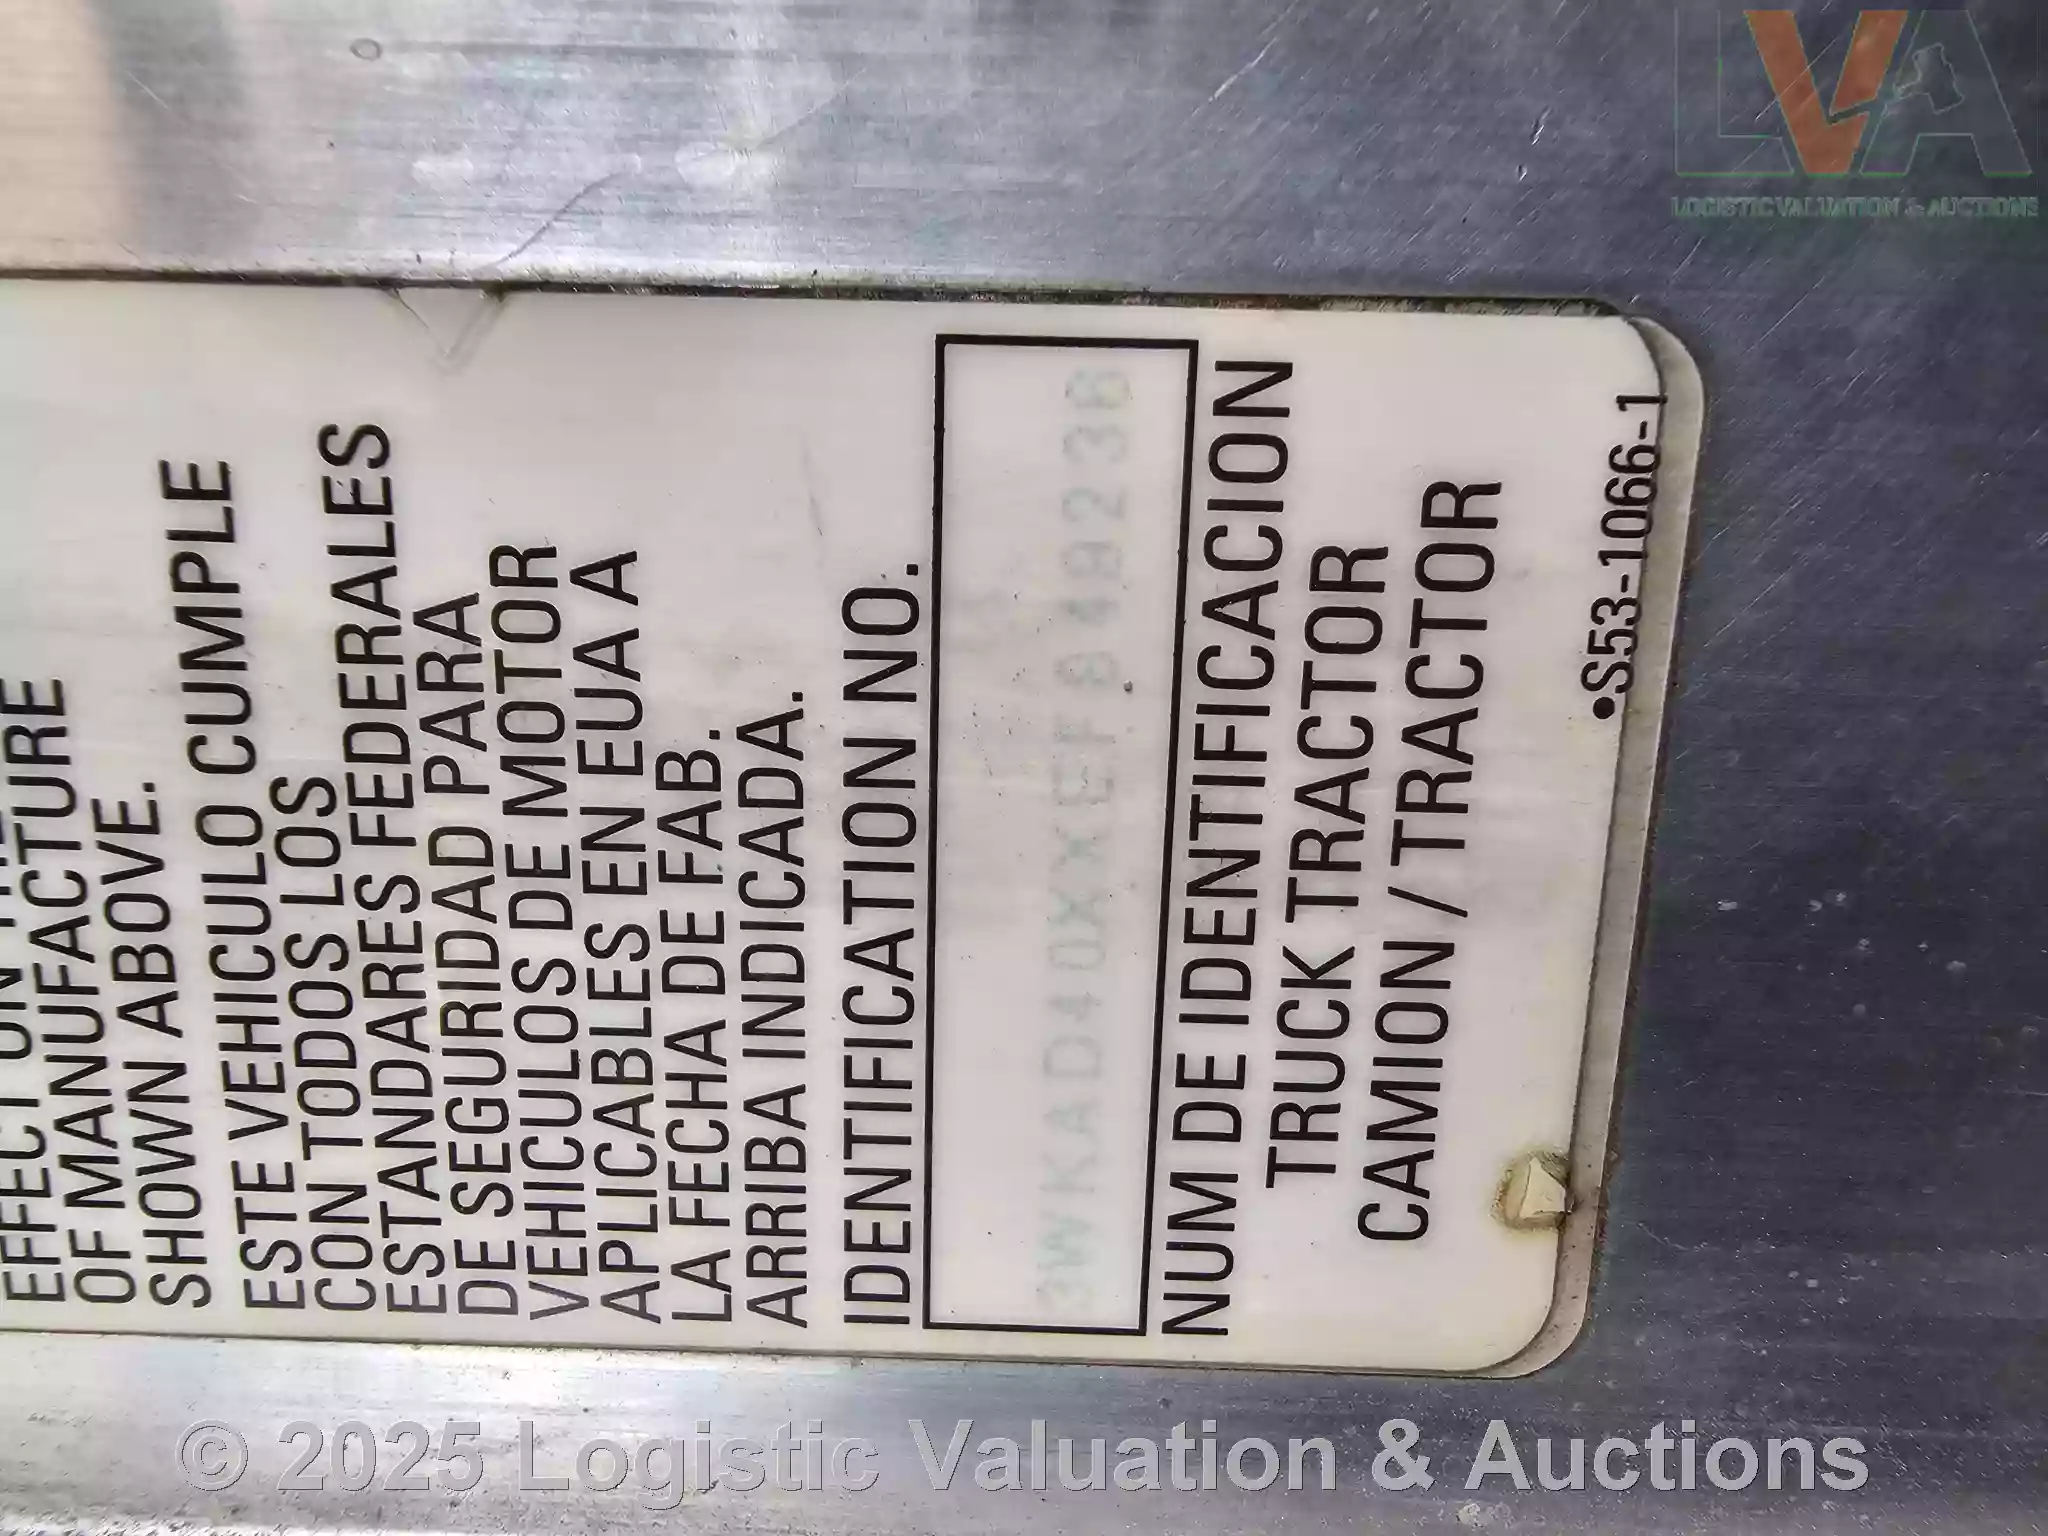 EFFECT ON THE
OF MANUFACTURE
SHOWN ABOVE.
ESTE VEHICULO CUMPLE
CON TODOS LOS
ESTANDARES FEDERALES
DE SEGURIDAD PARA
VEHICULOS DE MOTOR
APLICABLES EN EUA A
LA FECHA DE FAB.
ARRIBA INDICADA.
IDENTIFICATION NO.
NUM DE IDENTIFICACION
TRUCK TRACTOR
CAMION / TRACTOR
•S53-1066-1
LVA
LOGISTIC VALUATION & AUCTIONS
© 2025 Logistic Valuation & Auctions